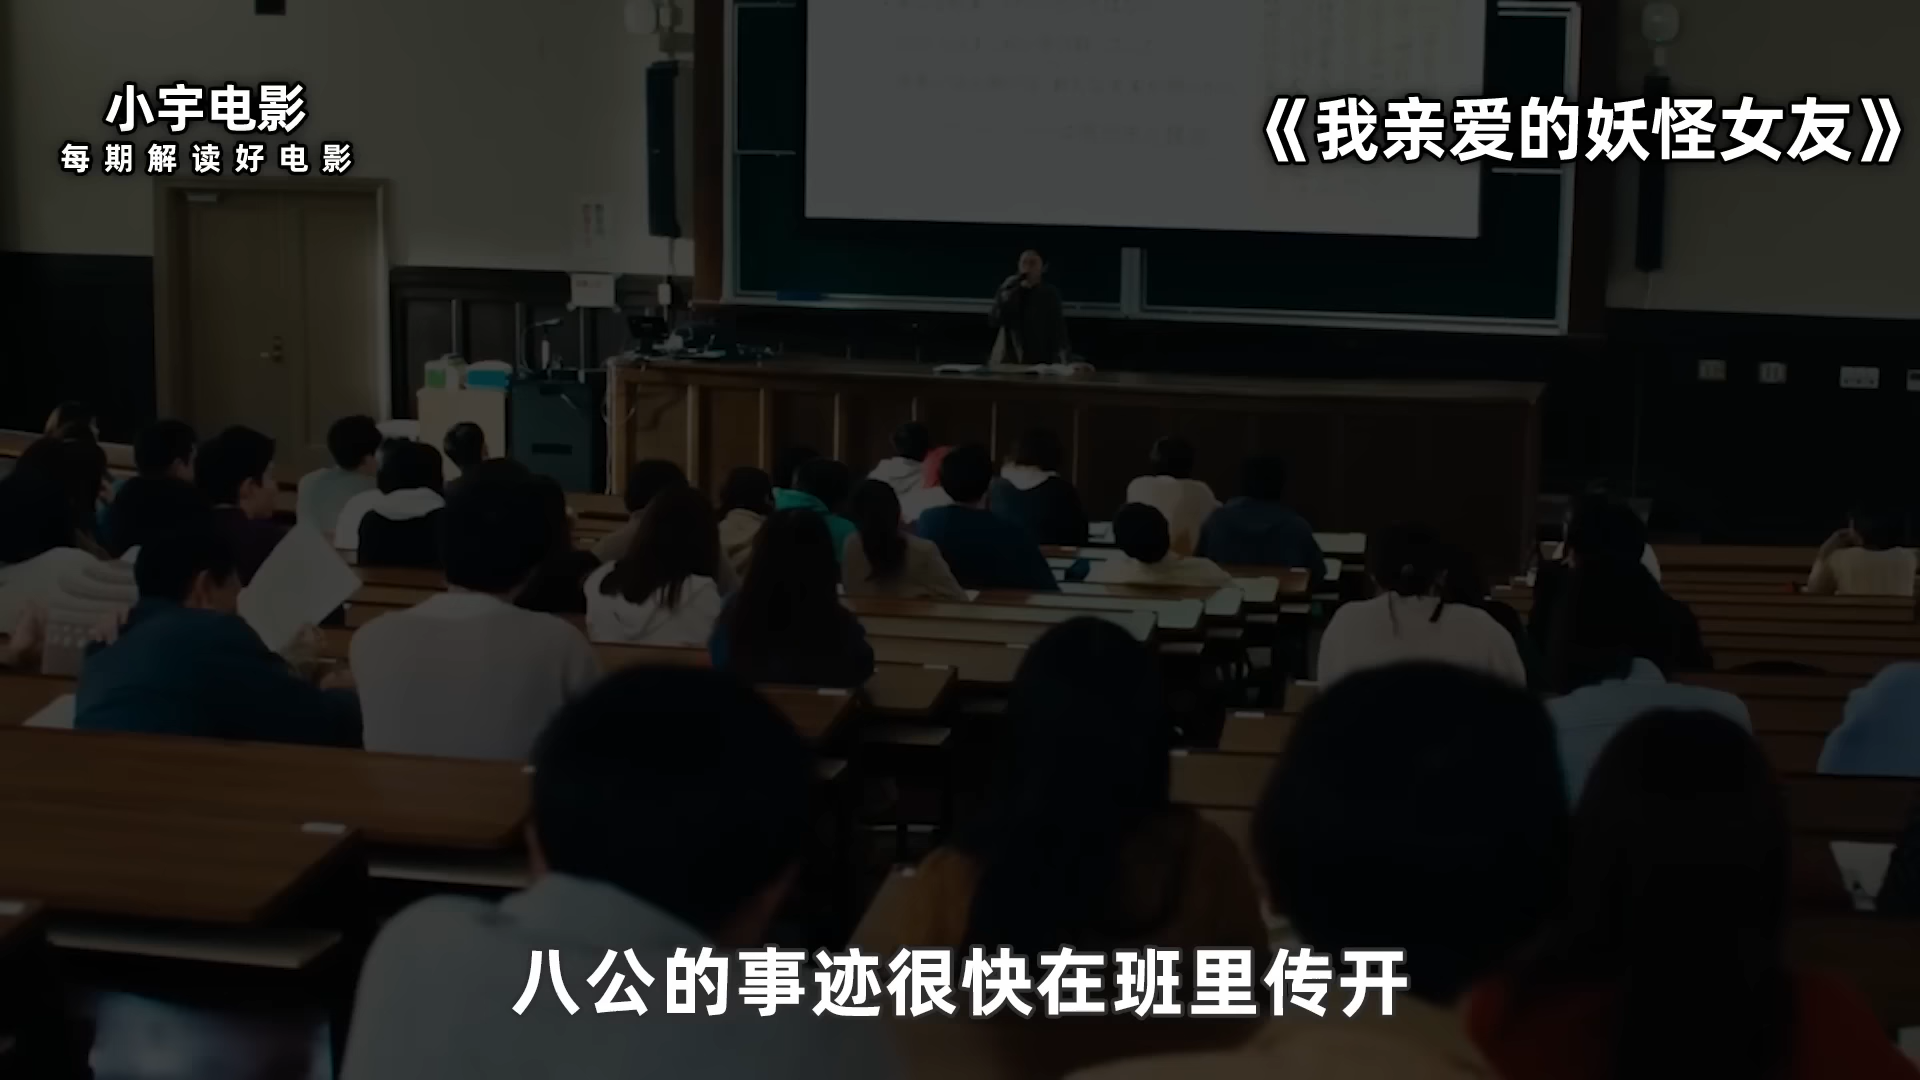 小宇电影
每期解读好电影
《我亲爱的妖怪女友》
八公的事迹很快在班里传开